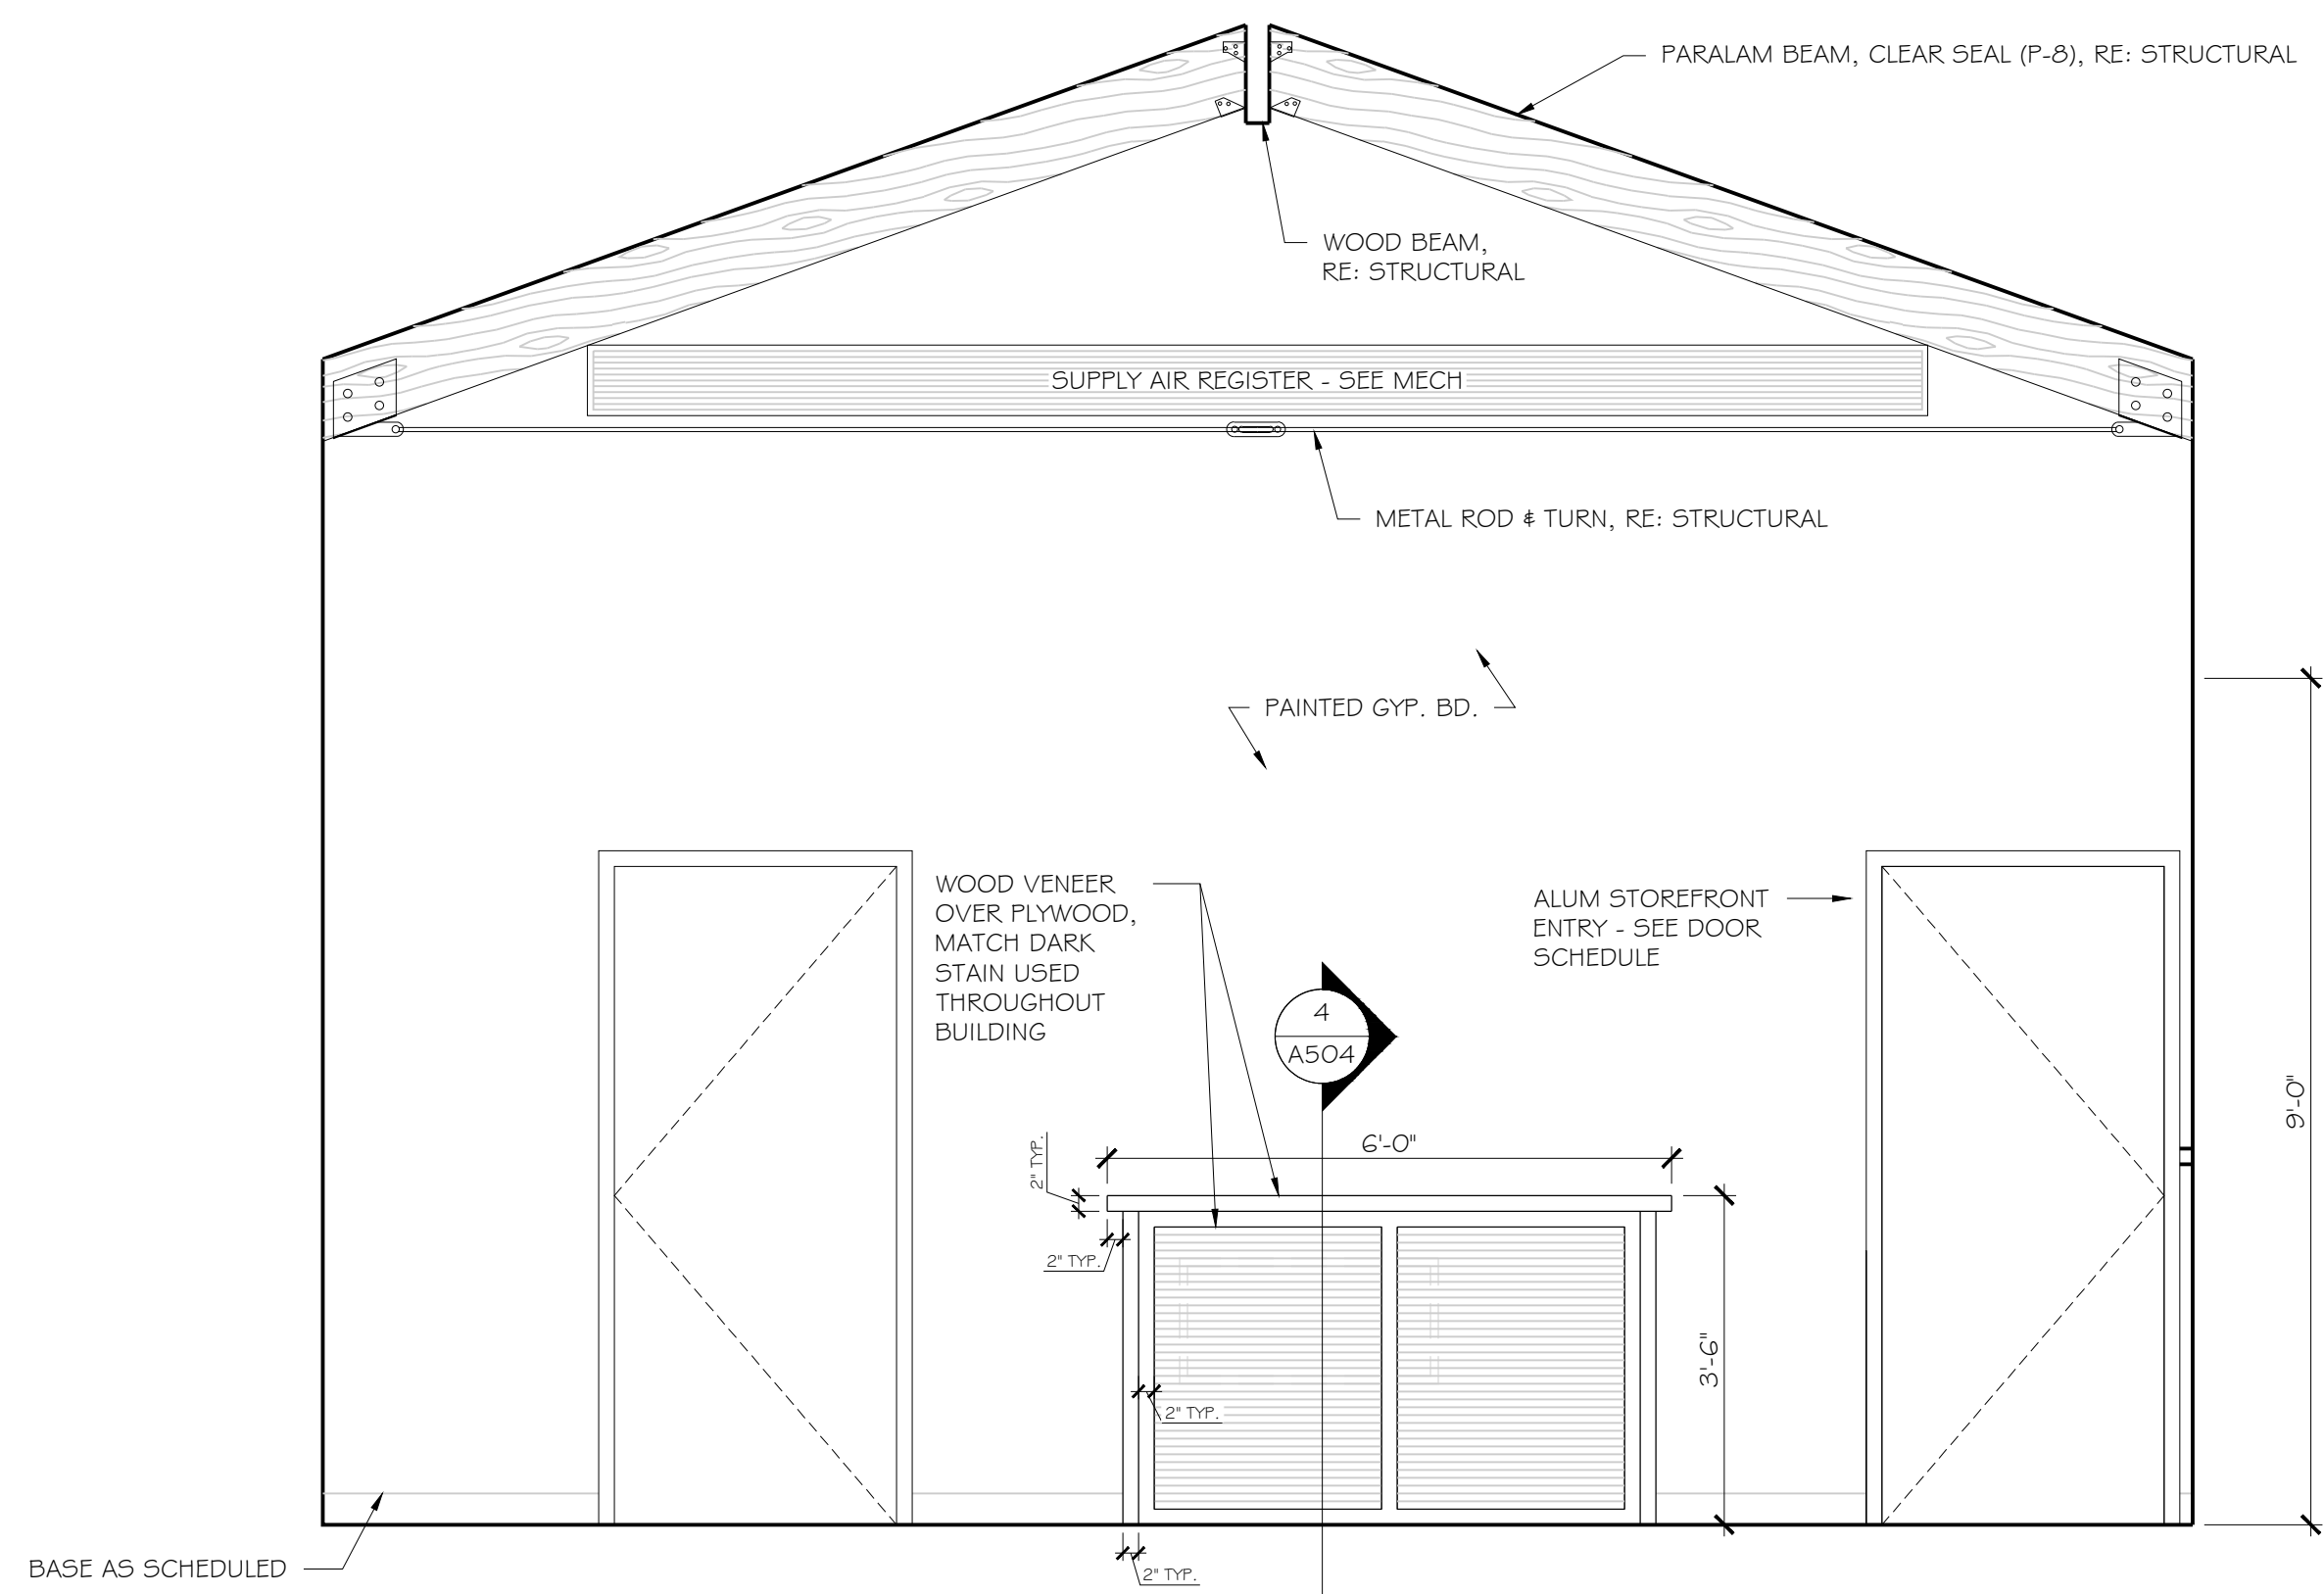 PARALAM BEAM, CLEAR SEAL (P-8), RE: STRUCTURAL
WOOD BEAM,
RE: STRUCTURAL
SUPPLY AIR REGISTER - SEE MECH
METAL ROD & TURN, RE: STRUCTURAL
PAINTED GYP. BD.
WOOD VENEER
OVER PLYWOOD,
MATCH DARK
STAIN USED
THROUGHOUT
BUILDING
ALUM STOREFRONT
ENTRY - SEE DOOR
SCHEDULE
4
A504
9'-0"
6'-0"
2" TYP.
2" TYP.
3'-6"
2" TYP.
BASE AS SCHEDULED
2" TYP.